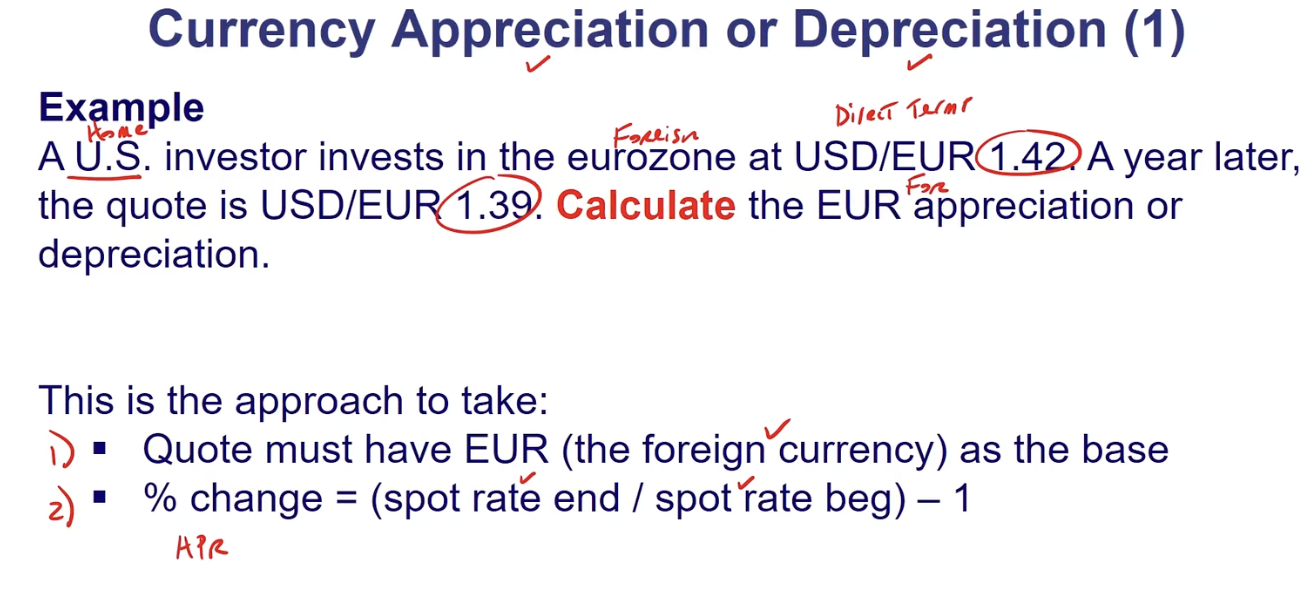 Currency Appreciation or Depreciation (1)
Example
Home
Foreign
Direct Terms
A U.S. investor invests in the eurozone at USD/EUR 1.42. A year later,
For
the quote is USD/EUR 1.39. Calculate the EUR appreciation or
depreciation.
This is the approach to take:
1) ▪ Quote must have EUR (the foreign currency) as the base
2) ▪ % change = (spot rate end / spot rate beg) – 1
HPR